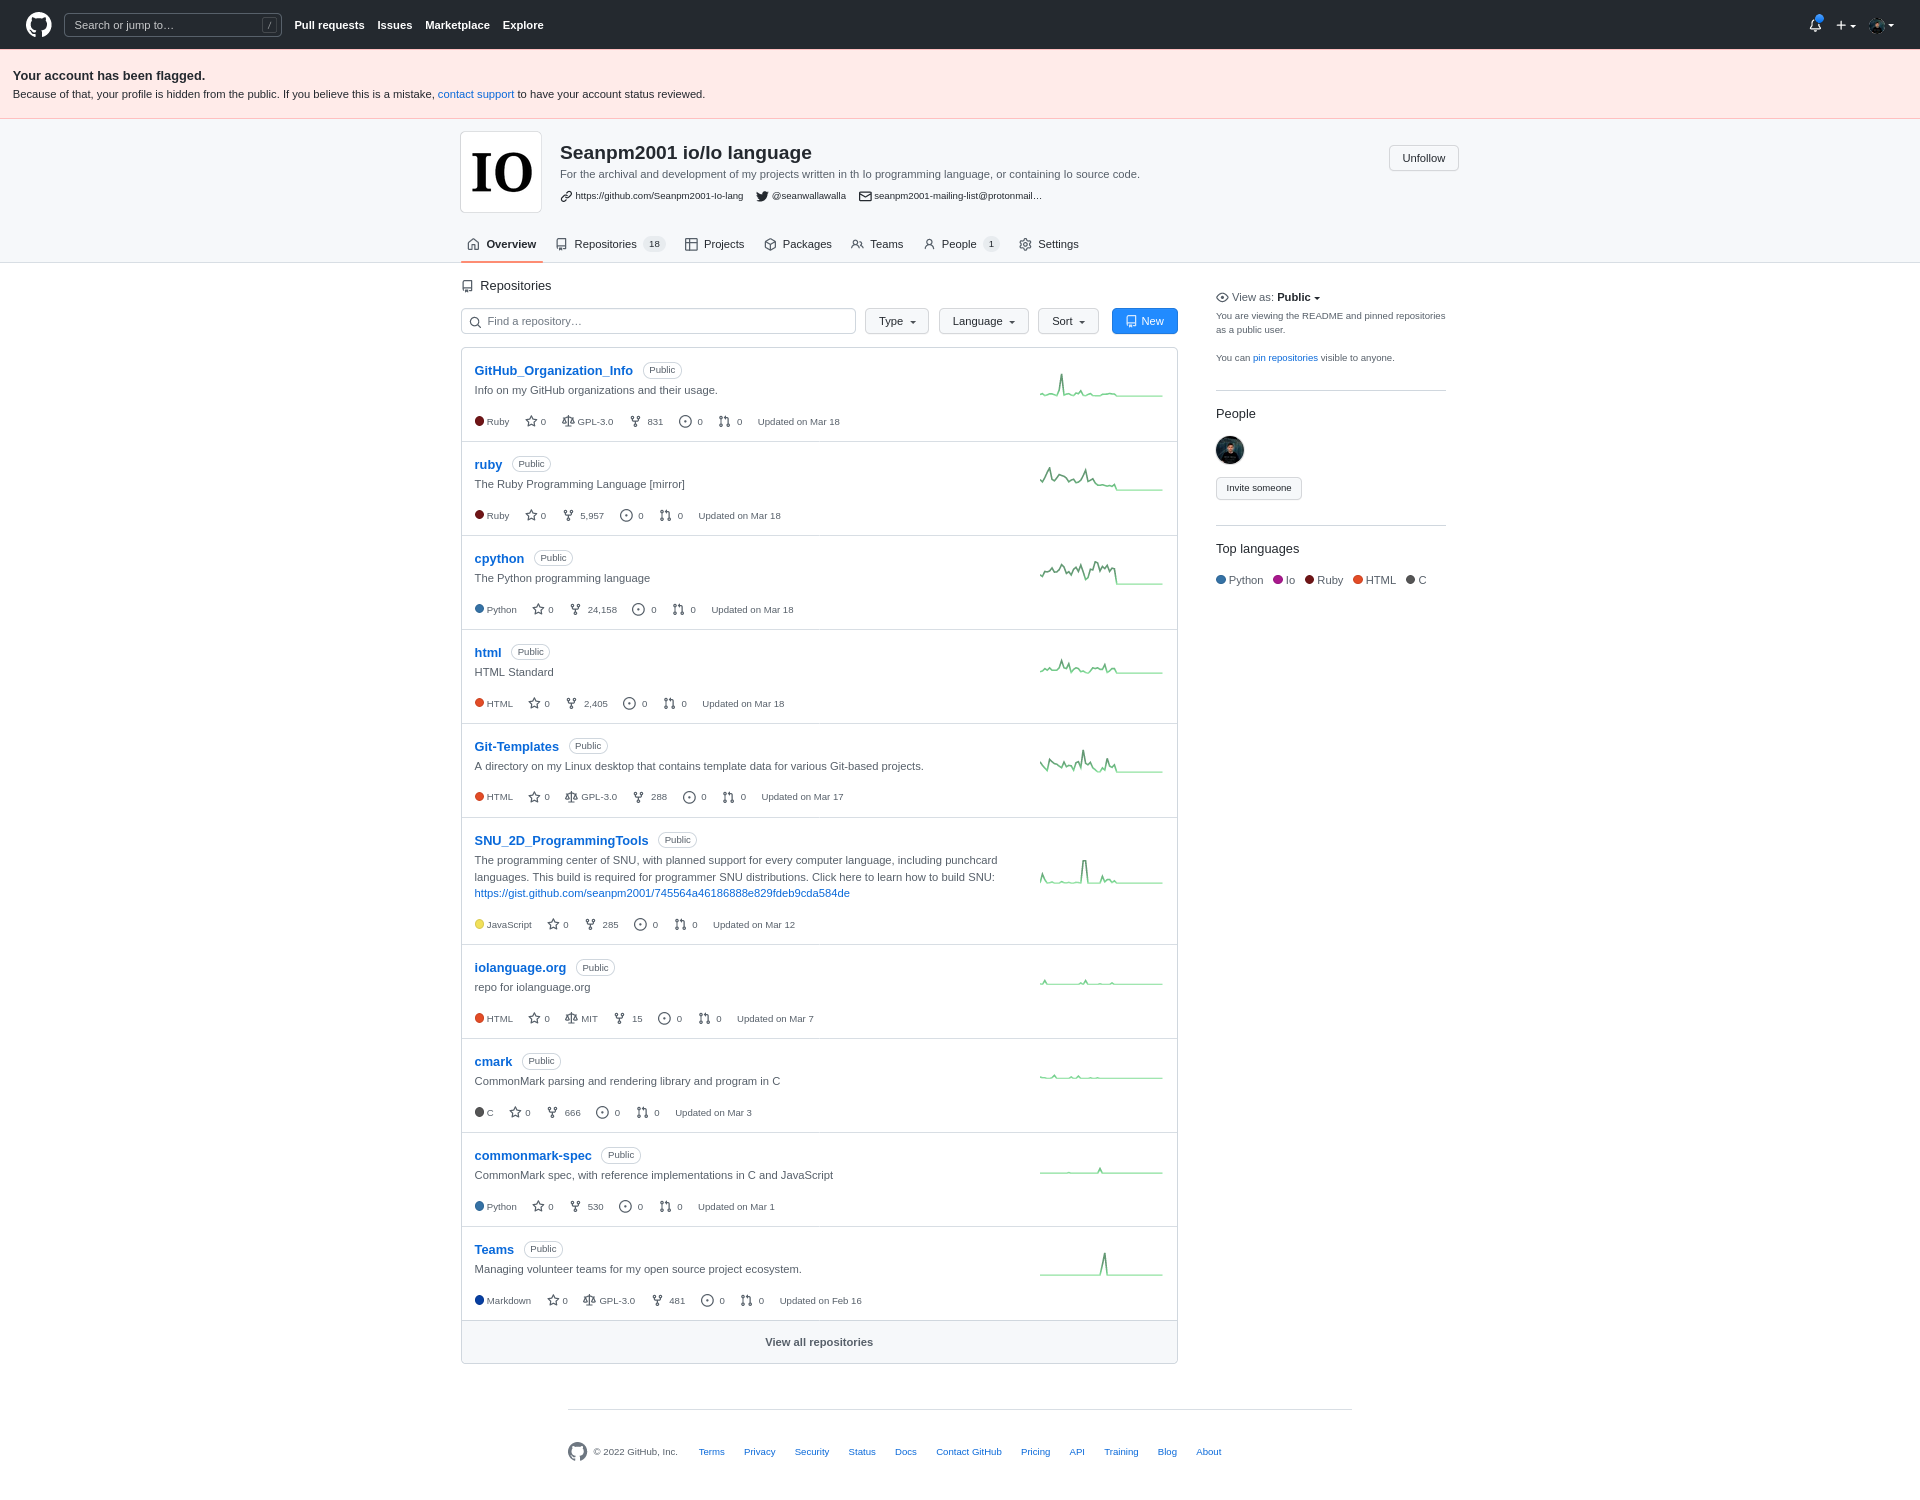 Search or jump to… /
Pull requests Issues Marketplace Explore
Your account has been flagged.
Because of that, your profile is hidden from the public. If you believe this is a mistake, contact support to have your account status reviewed.
IO
Seanpm2001 io/Io language
For the archival and development of my projects written in th Io programming language, or containing Io source code.
https://github.com/Seanpm2001-Io-lang @seanwallawalla seanpm2001-mailing-list@protonmail…
Unfollow
Overview Repositories 18 Projects Packages Teams People 1 Settings
Repositories
Find a repository… Type Language Sort New
GitHub_Organization_Info Public
Info on my GitHub organizations and their usage.
Ruby 0 GPL-3.0 831 0 0 Updated on Mar 18
ruby Public
The Ruby Programming Language [mirror]
Ruby 0 5,957 0 0 Updated on Mar 18
cpython Public
The Python programming language
Python 0 24,158 0 0 Updated on Mar 18
html Public
HTML Standard
HTML 0 2,405 0 0 Updated on Mar 18
Git-Templates Public
A directory on my Linux desktop that contains template data for various Git-based projects.
HTML 0 GPL-3.0 288 0 0 Updated on Mar 17
SNU_2D_ProgrammingTools Public
The programming center of SNU, with planned support for every computer language, including punchcard
languages. This build is required for programmer SNU distributions. Click here to learn how to build SNU:
https://gist.github.com/seanpm2001/745564a46186888e829fdeb9cda584de
JavaScript 0 285 0 0 Updated on Mar 12
iolanguage.org Public
repo for iolanguage.org
HTML 0 MIT 15 0 0 Updated on Mar 7
cmark Public
CommonMark parsing and rendering library and program in C
C 0 666 0 0 Updated on Mar 3
commonmark-spec Public
CommonMark spec, with reference implementations in C and JavaScript
Python 0 530 0 0 Updated on Mar 1
Teams Public
Managing volunteer teams for my open source project ecosystem.
Markdown 0 GPL-3.0 481 0 0 Updated on Feb 16
View all repositories
View as: Public
You are viewing the README and pinned repositories
as a public user.
You can pin repositories visible to anyone.
People
Invite someone
Top languages
Python Io Ruby HTML C
© 2022 GitHub, Inc. Terms Privacy Security Status Docs Contact GitHub Pricing API Training Blog About